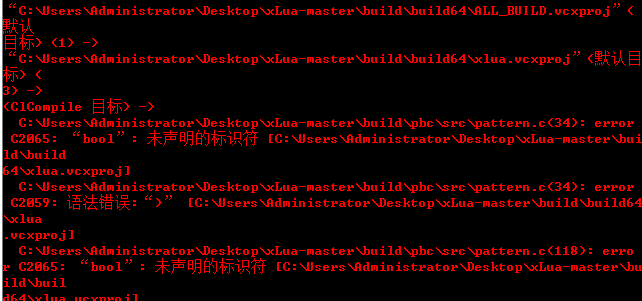 “C:\Users\Administrator\Desktop\xLua-master\build\build64\ALL_BUILD.vcxproj”(
默认
目标) (1) ->
“C:\Users\Administrator\Desktop\xLua-master\build\build64\xlua.vcxproj”(默认目
标) (
3) ->
(ClCompile 目标) ->
C:\Users\Administrator\Desktop\xLua-master\build\pbc\src\pattern.c(34): error
C2065: “bool”: 未声明的标识符 [C:\Users\Administrator\Desktop\xLua-master\bui
ld\build
64\xlua.vcxproj]
C:\Users\Administrator\Desktop\xLua-master\build\pbc\src\pattern.c(34): error
C2059: 语法错误:“)” [C:\Users\Administrator\Desktop\xLua-master\build\build64
\xlua
.vcxproj]
C:\Users\Administrator\Desktop\xLua-master\build\pbc\src\pattern.c(118): erro
r C2065: “bool”: 未声明的标识符 [C:\Users\Administrator\Desktop\xLua-master\bu
ild\buil
d64\xlua.vcxproj]